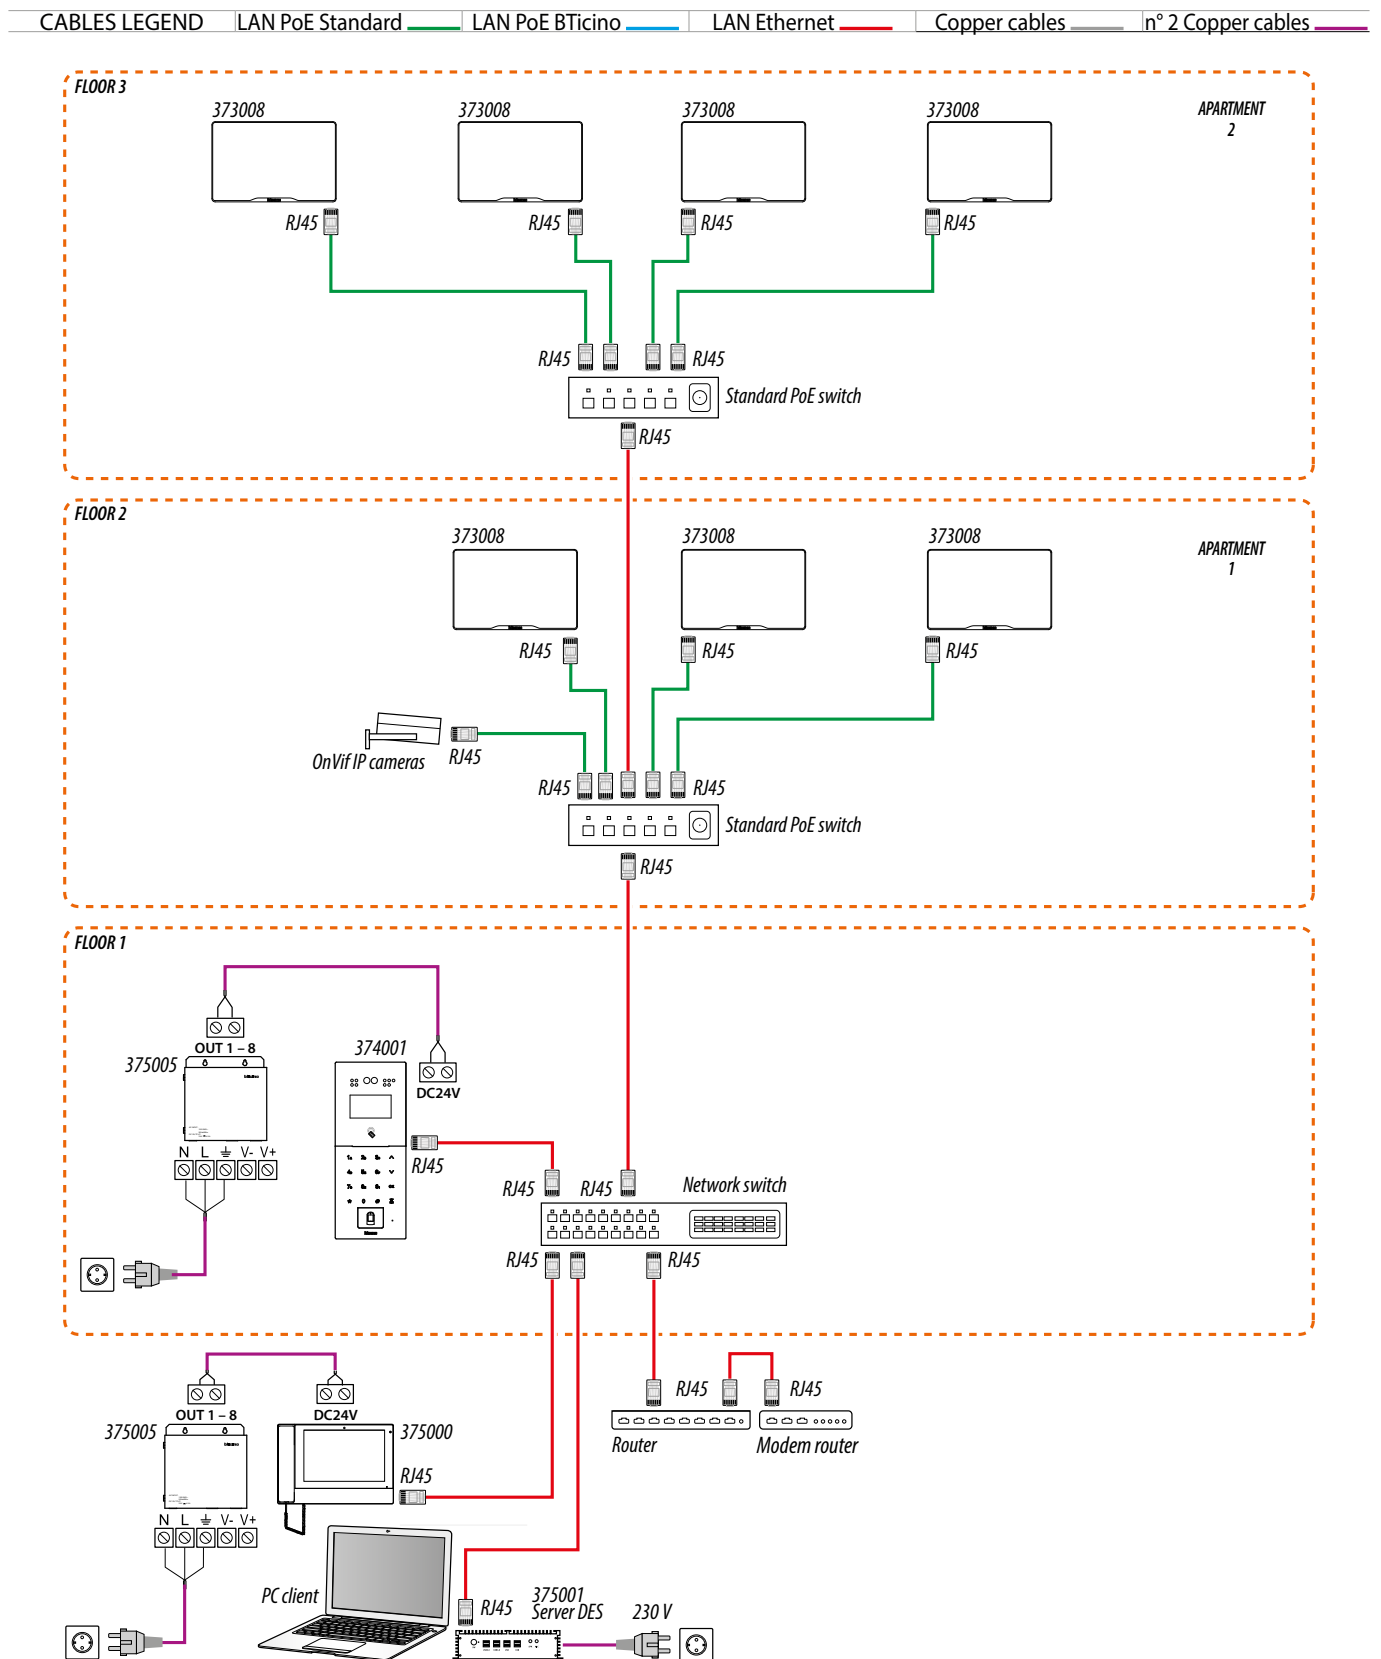 CABLES LEGEND LAN PoE Standard LAN PoE BTicino LAN Ethernet Copper cables n° 2 Copper cables
FLOOR 3
373008 373008 373008 373008
APARTMENT
2
RJ45 RJ45 RJ45 RJ45
RJ45 RJ45
Standard PoE switch
RJ45
FLOOR 2
373008 373008 373008
APARTMENT
1
RJ45 RJ45 RJ45
OnVif IP cameras RJ45
RJ45 RJ45
Standard PoE switch
RJ45
FLOOR 1
OUT 1 – 8
375005
374001
DC24V
N L V- V+
RJ45
RJ45 RJ45
Network switch
RJ45 RJ45
RJ45 RJ45
OUT 1 – 8 DC24V
375005 375000
Router Modem router
RJ45
N L V- V+
PC client
RJ45
375001
Server DES
230 V